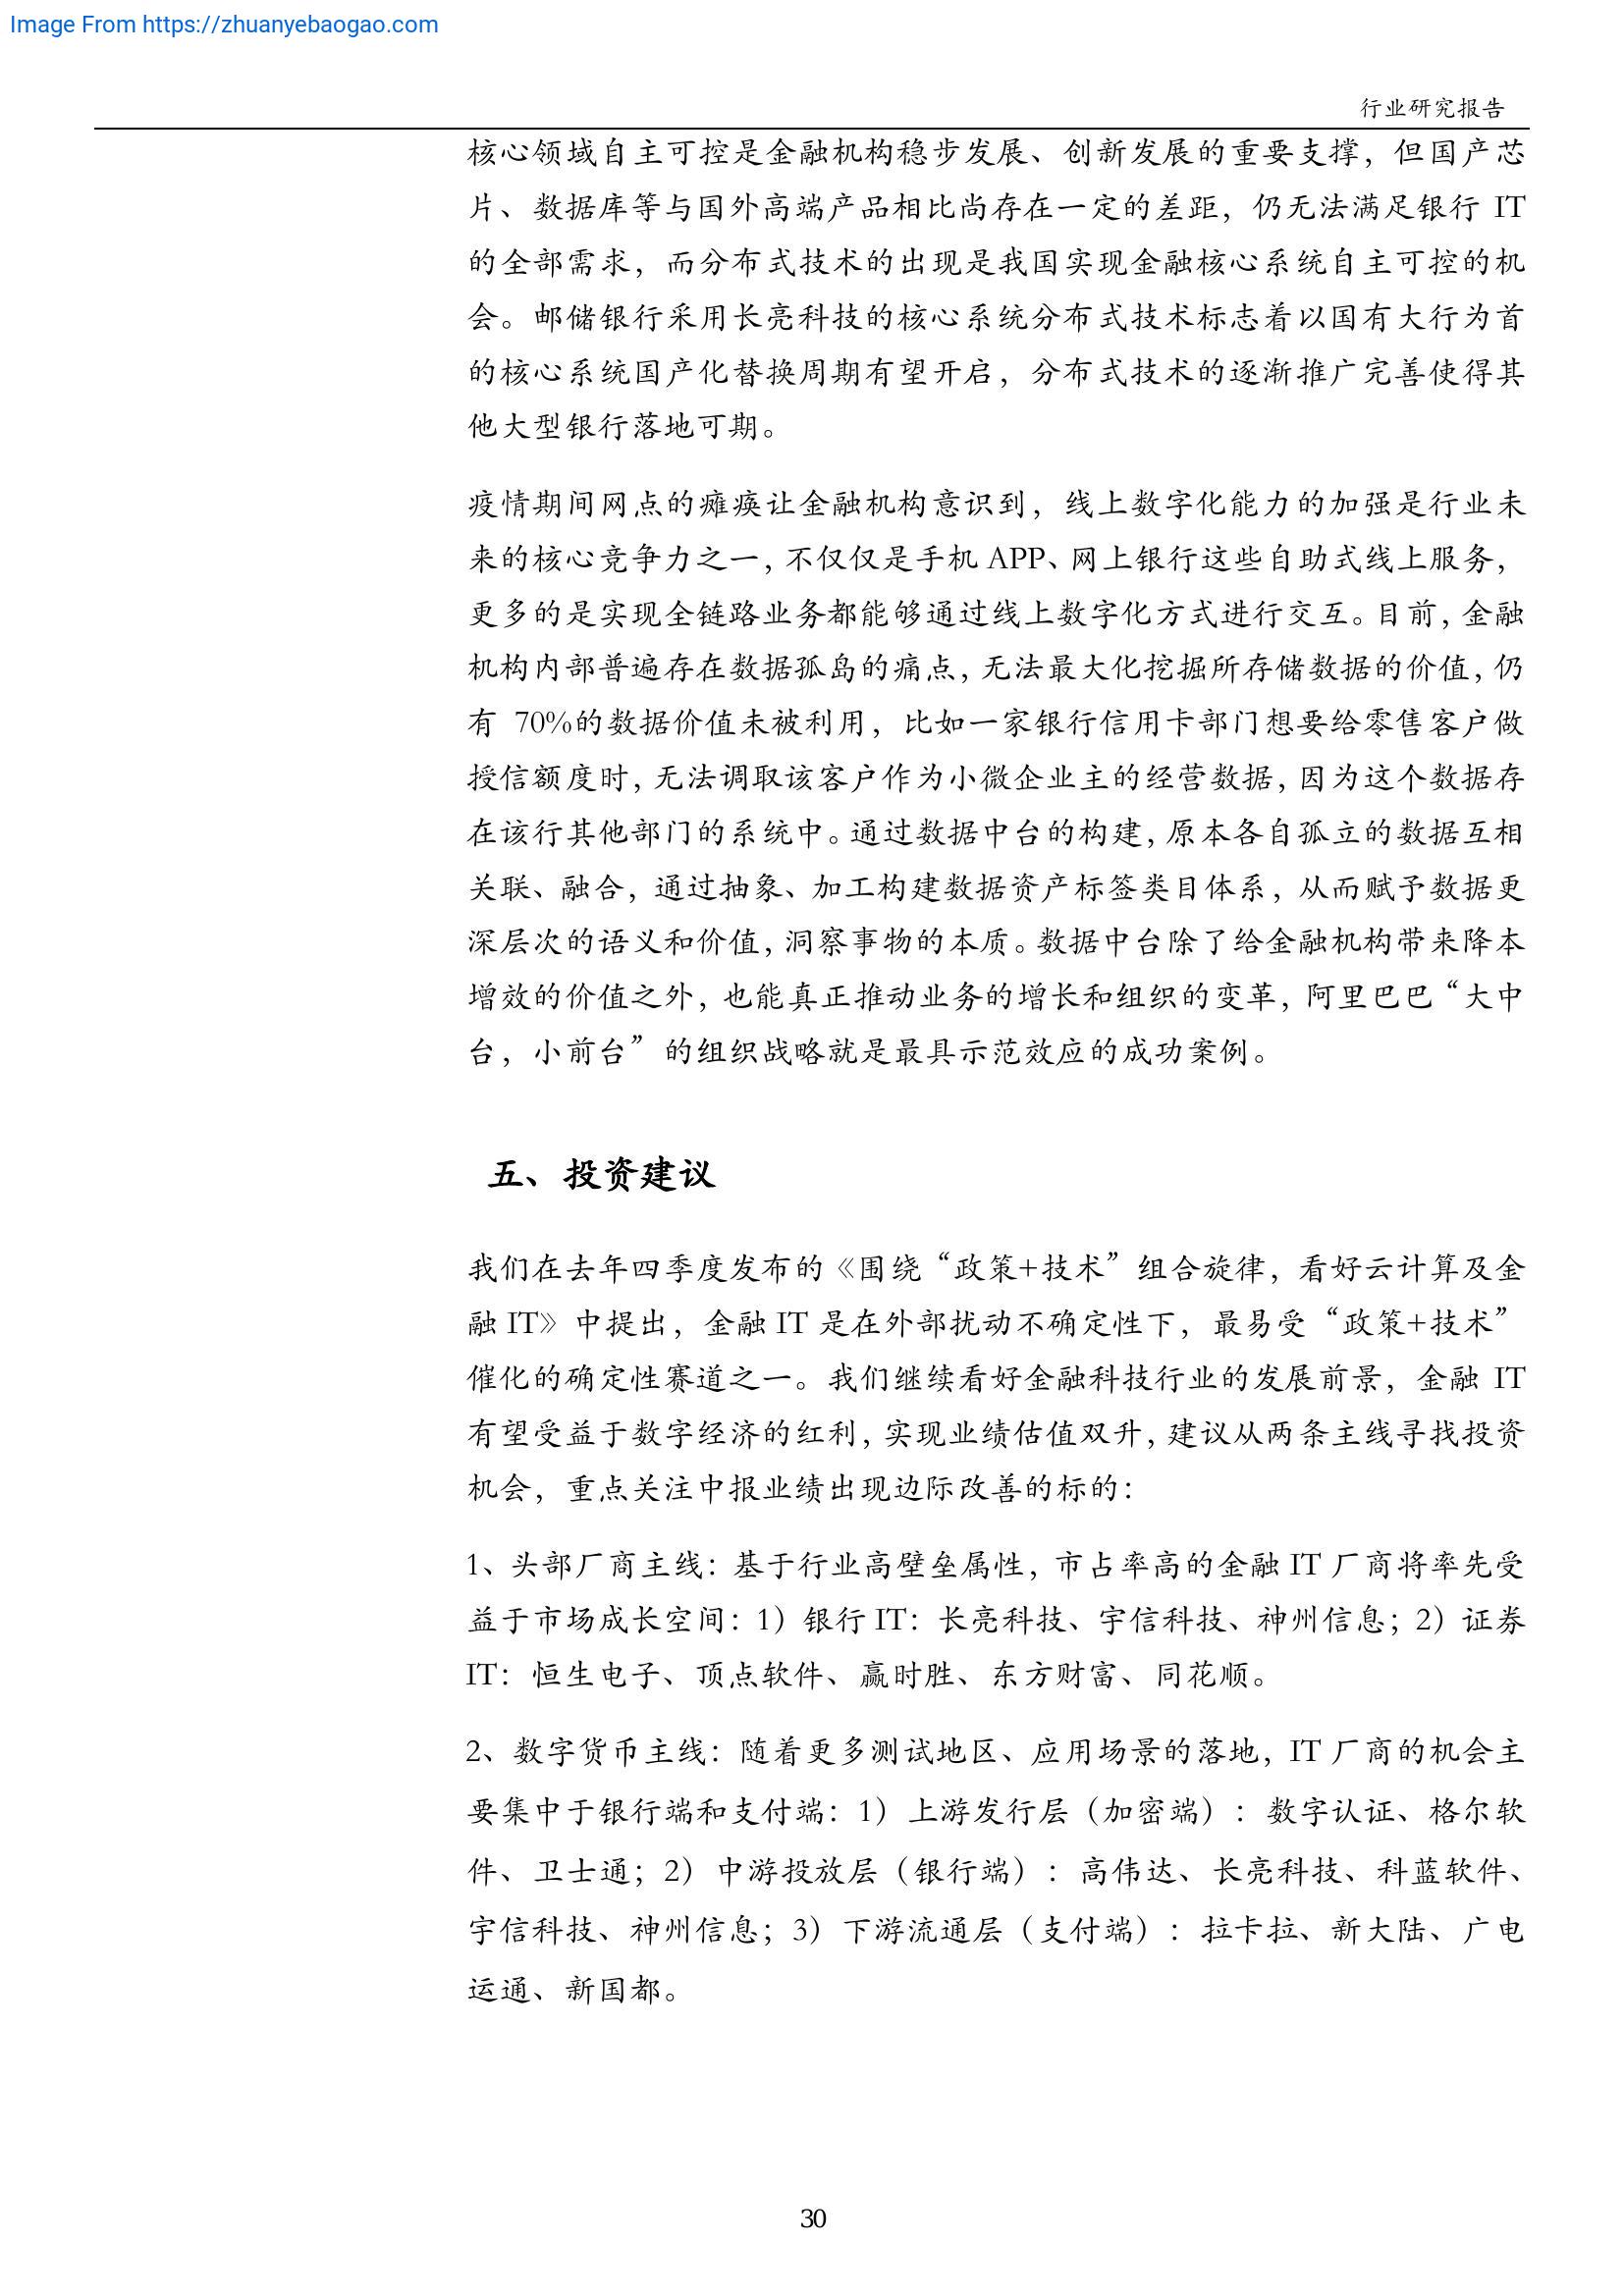 Image From https://zhuanyebaogao.com
行业研究报告
核心领域自主可控是金融机构稳步发展、创新发展的重要支撑，但国产芯
片、数据库等与国外高端产品相比尚存在一定的差距，仍无法满足银行 IT
的全部需求，而分布式技术的出现是我国实现金融核心系统自主可控的机
会。邮储银行采用长亮科技的核心系统分布式技术标志着以国有大行为首
的核心系统国产化替换周期有望开启，分布式技术的逐渐推广完善使得其
他大型银行落地可期。
疫情期间网点的瘫痪让金融机构意识到，线上数字化能力的加强是行业未
来的核心竞争力之一，不仅仅是手机 APP、网上银行这些自助式线上服务，
更多的是实现全链路业务都能够通过线上数字化方式进行交互。目前，金融
机构内部普遍存在数据孤岛的痛点，无法最大化挖掘所存储数据的价值，仍
有 70%的数据价值未被利用，比如一家银行信用卡部门想要给零售客户做
授信额度时，无法调取该客户作为小微企业主的经营数据，因为这个数据存
在该行其他部门的系统中。通过数据中台的构建，原本各自孤立的数据互相
关联、融合，通过抽象、加工构建数据资产标签类目体系，从而赋予数据更
深层次的语义和价值，洞察事物的本质。数据中台除了给金融机构带来降本
增效的价值之外，也能真正推动业务的增长和组织的变革，阿里巴巴“大中
台，小前台”的组织战略就是最具示范效应的成功案例。
五、投资建议
我们在去年四季度发布的《围绕“政策+技术”组合旋律，看好云计算及金
融 IT》中提出，金融 IT 是在外部扰动不确定性下，最易受“政策+技术”
催化的确定性赛道之一。我们继续看好金融科技行业的发展前景，金融 IT
有望受益于数字经济的红利，实现业绩估值双升，建议从两条主线寻找投资
机会，重点关注中报业绩出现边际改善的标的：
1、头部厂商主线：基于行业高壁垒属性，市占率高的金融 IT 厂商将率先受
益于市场成长空间：1）银行 IT：长亮科技、宇信科技、神州信息；2）证券
IT：恒生电子、顶点软件、赢时胜、东方财富、同花顺。
2、数字货币主线：随着更多测试地区、应用场景的落地，IT 厂商的机会主
要集中于银行端和支付端：1）上游发行层（加密端）：数字认证、格尔软
件、卫士通；2）中游投放层（银行端）：高伟达、长亮科技、科蓝软件、
宇信科技、神州信息；3）下游流通层（支付端）：拉卡拉、新大陆、广电
运通、新国都。
30